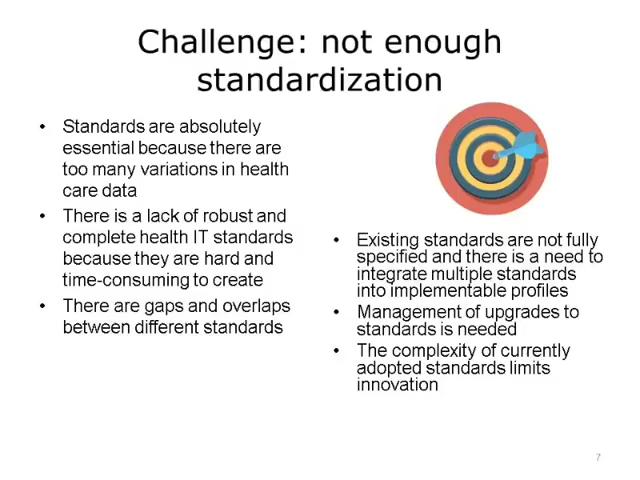 Challenge: not enough
standardization
• Standards are absolutely
essential because there are
too many variations in health
care data
• There is a lack of robust and
complete health IT standards
because they are hard and
time-consuming to create
• There are gaps and overlaps
between different standards
• Existing standards are not fully
specified and there is a need to
integrate multiple standards
into implementable profiles
• Management of upgrades to
standards is needed
• The complexity of currently
adopted standards limits
innovation
7